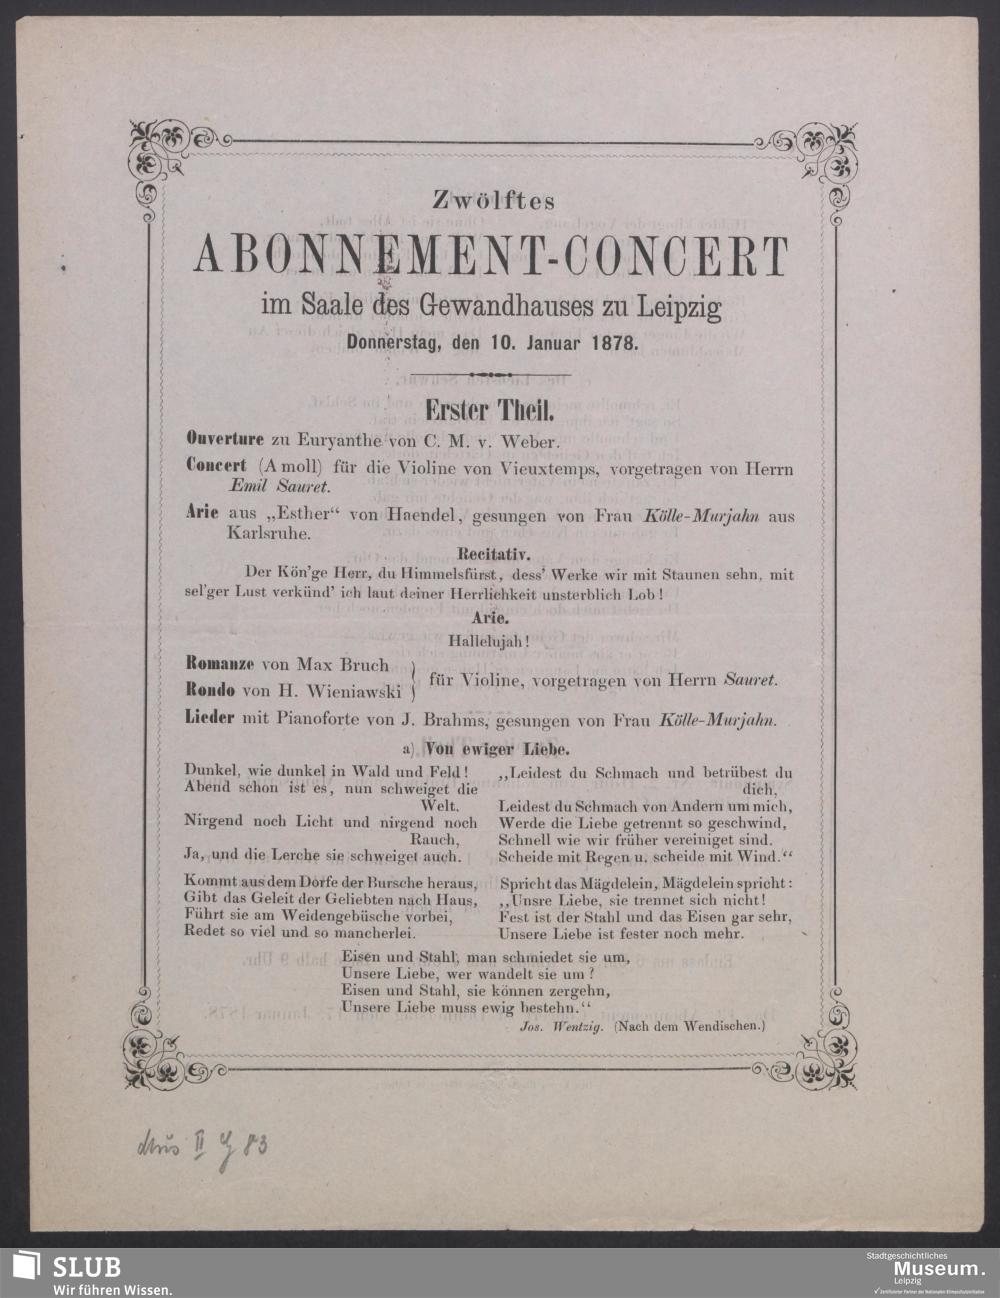 Zwölftes
ABONNEMENT-CONCERT
im Saale des Gewandhauses zu Leipzig
Donnerstag, den 10. Januar 1878.
Erster Theil.
Ouverture zu Euryanthe von C. M. v. Weber.
Concert (A moll) für die Violine von Vieuxtemps, vorgetragen von Herrn
Emil Sauret.
Arie aus „Esther“ von Haendel, gesungen von Frau Kölle-Murjahn aus
Karlsruhe.
Recitativ.
Der Kön'ge Herr, du Himmelsfürst, dess' Werke wir mit Staunen sehn, mit
sel'ger Lust verkünd' ich laut deiner Herrlichkeit unsterblich Lob!
Arie.
Hallelujah!
Romanze von Max Bruch
Rondo von H. Wieniawski
für Violine, vorgetragen von Herrn Sauret.
Lieder mit Pianoforte von J. Brahms, gesungen von Frau Kölle-Murjahn.
a) Von ewiger Liebe.
Dunkel, wie dunkel in Wald und Feld!
Abend schon ist es, nun schweiget die
Welt.
Nirgend noch Licht und nirgend noch
Rauch,
Ja, und die Lerche sie schweiget auch.
Kommt aus dem Dorfe der Bursche heraus,
Gibt das Geleit der Geliebten nach Haus,
Führt sie am Weidengebüsche vorbei,
Redet so viel und so mancherlei.
„Leidest du Schmach und betrübest du
dich,
Leidest du Schmach von Andern um mich,
Werde die Liebe getrennt so geschwind,
Schnell wie wir früher vereiniget sind.
Scheide mit Regen u. scheide mit Wind.“
Spricht das Mägdelein, Mägdelein spricht:
„Unsre Liebe, sie trennet sich nicht!
Fest ist der Stahl und das Eisen gar sehr,
Unsere Liebe ist fester noch mehr.
Eisen und Stahl, man schmiedet sie um,
Unsere Liebe, wer wandelt sie um?
Eisen und Stahl, sie können zergehn,
Unsere Liebe muss ewig bestehn.“
Jos. Wentzig. (Nach dem Wendischen.)
II 83
SLUB
Wir führen Wissen.
Stadtgeschichtliches
Museum.
Leipzig
Zertifizierter Partner der Nationalen Klimaschutzinitiative